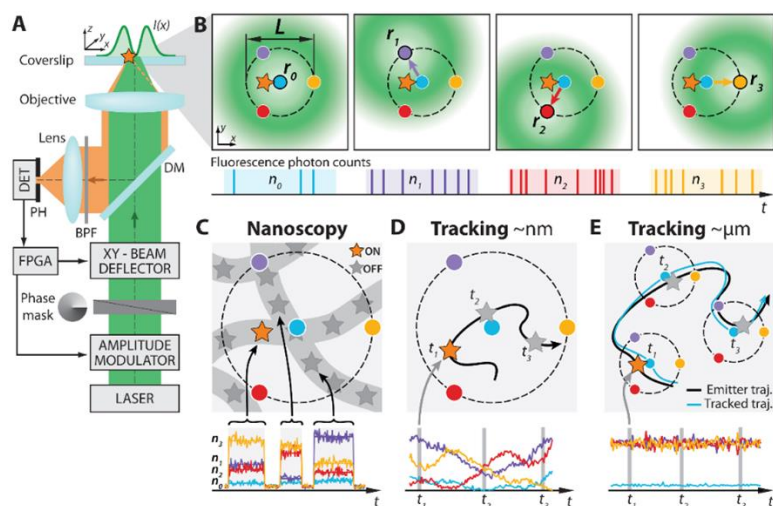 A
z
y
x
I(x)
Coverslip
Objective
Lens
DM
DET
PH
BPF
FPGA
XY - BEAM
DEFLECTOR
Phase
mask
AMPLITUDE
MODULATOR
LASER
B
L
r0
r1
r2
r3
y
x
Fluorescence photon counts
n0
n1
n2
n3
t
C Nanoscopy
ON
OFF
n3
n1
n2
n0
t
D Tracking ~nm
t1
t2
t3
t1
t2
t3
t
E Tracking ~μm
t2
t1
t3
Emitter traj.
Tracked traj.
t1
t2
t3
t